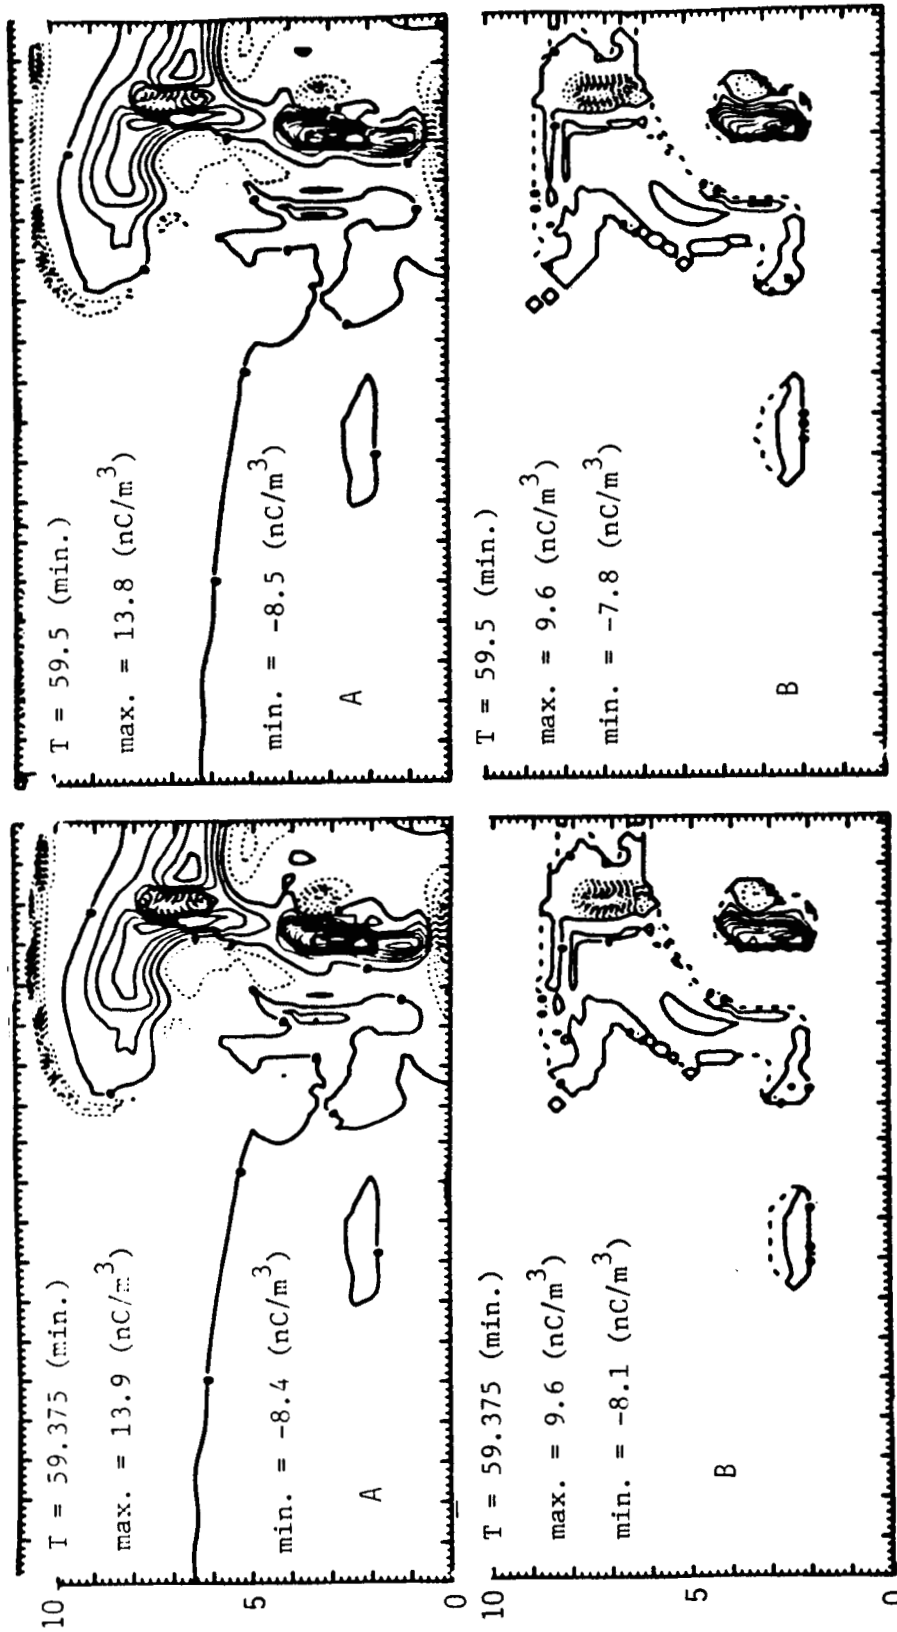 T = 59.375 (min.)
max. = 13.9 (nC/m³)
min. = -8.4 (nC/m³)
A
10
5
0
T = 59.5 (min.)
max. = 13.8 (nC/m³)
min. = -8.5 (nC/m³)
A
T = 59.375 (min.)
max. = 9.6 (nC/m³)
min. = -8.1 (nC/m³)
B
10
5
0
T = 59.5 (min.)
max. = 9.6 (nC/m³)
min. = -7.8 (nC/m³)
B